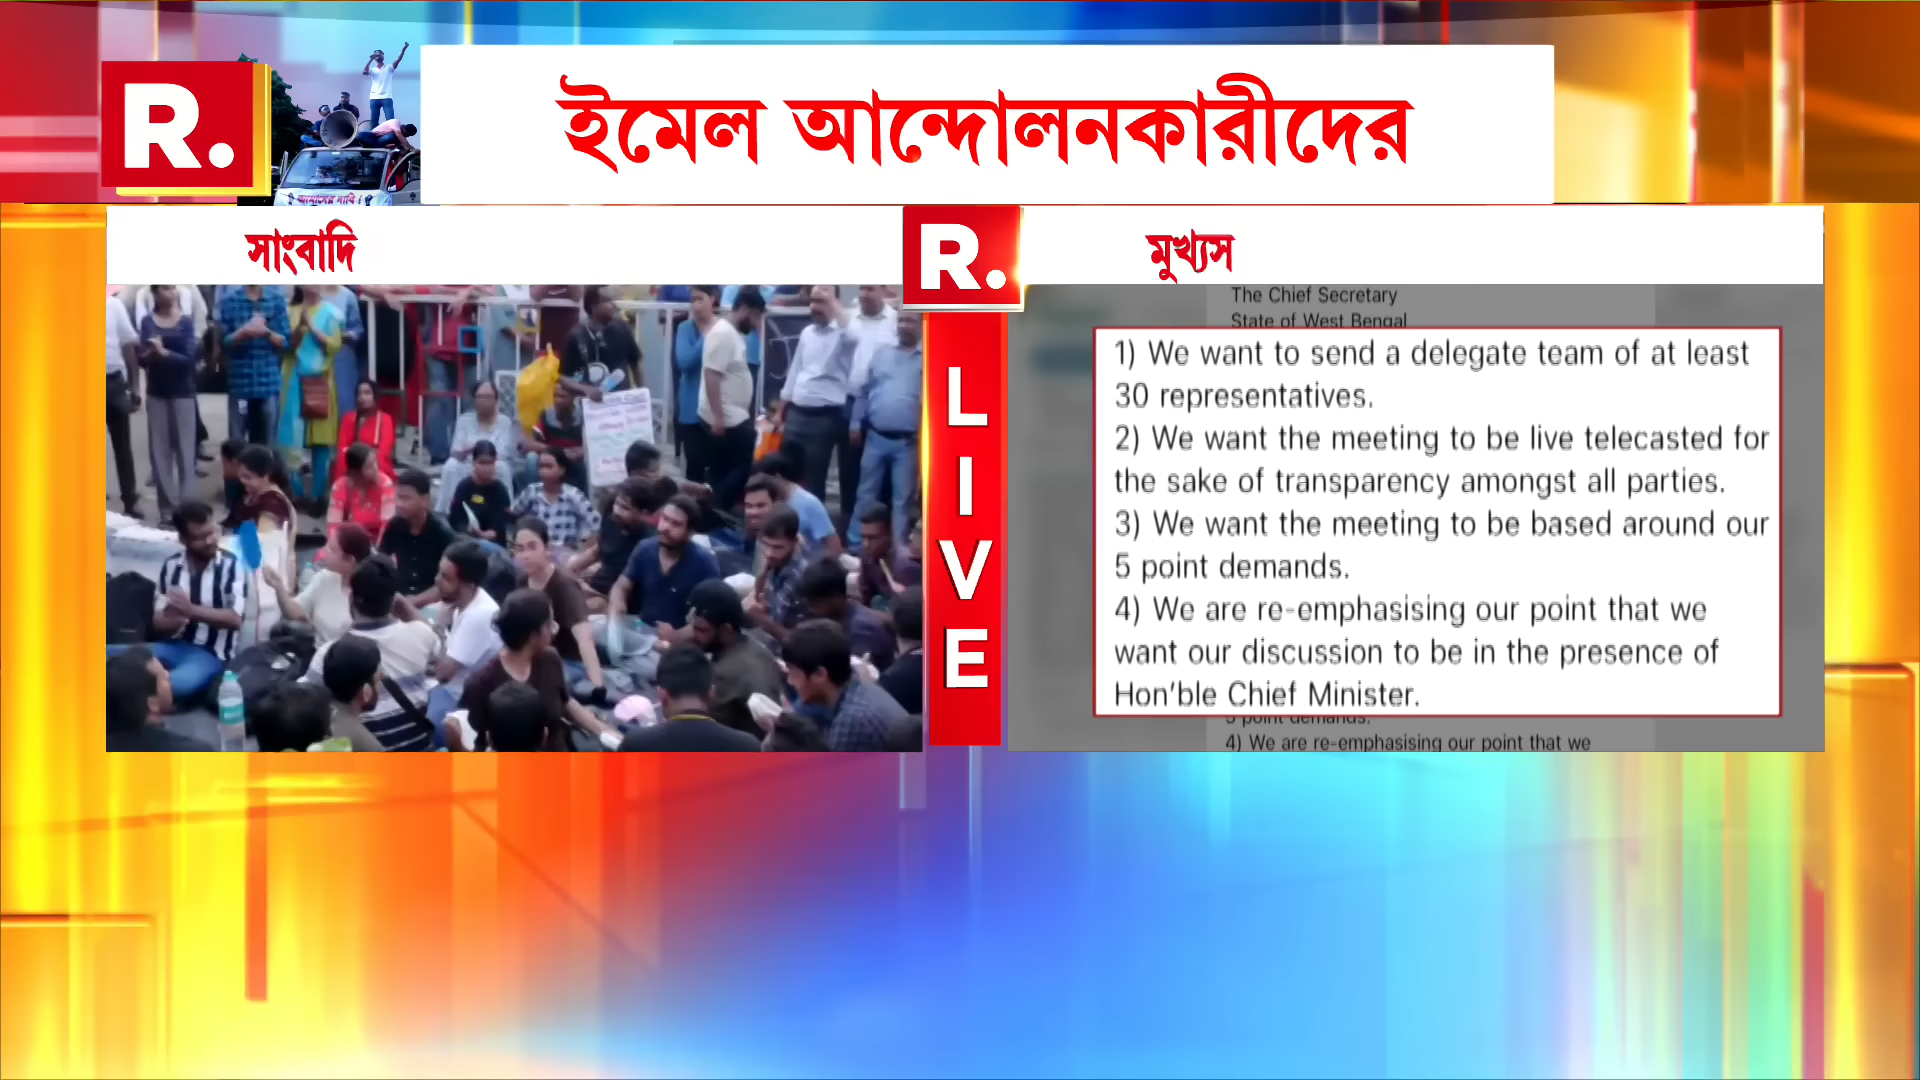 R.
ইমেল আন্দোলনকারীদের
সাংবাদি
R.
মুখ্যস
LIVE
The Chief Secretary
State of West Bengal
1) We want to send a delegate team of at least
30 representatives.
2) We want the meeting to be live telecasted for
the sake of transparency amongst all parties.
3) We want the meeting to be based around our
5 point demands.
4) We are re-emphasising our point that we
want our discussion to be in the presence of
Hon'ble Chief Minister.
5 point demands.
4) We are re-emphasising our point that we